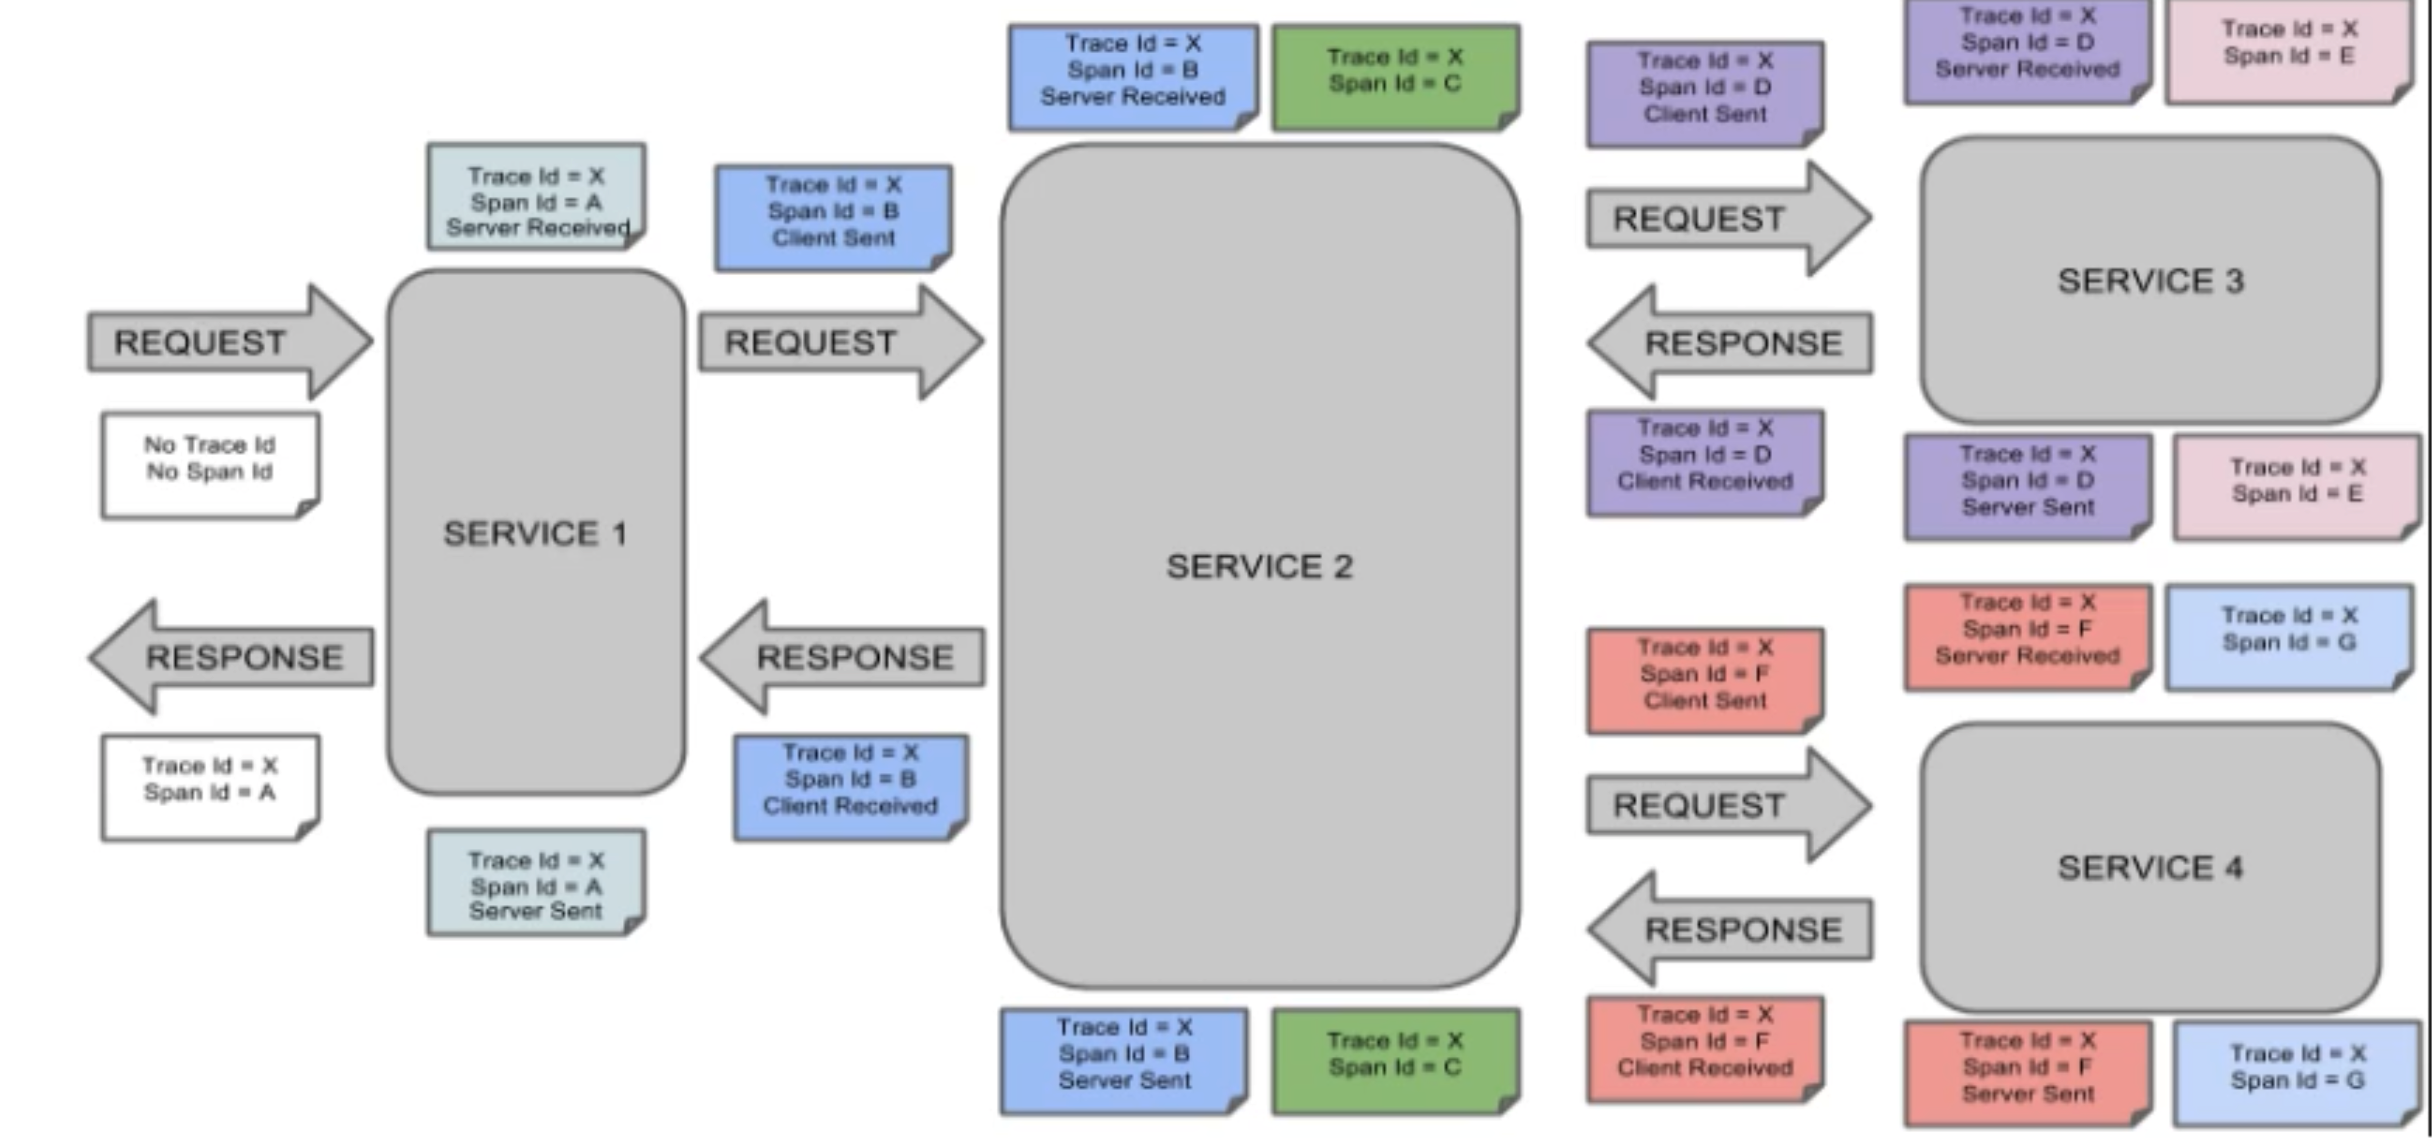 Trace Id = X
Span Id = B
Server Received
Trace Id = X
Span Id = C
Trace Id = X
Span Id = D
Client Sent
Trace Id = X
Span Id = D
Server Received
Trace Id = X
Span Id = E
Trace Id = X
Span Id = A
Server Received
Trace Id = X
Span Id = B
Client Sent
REQUEST
SERVICE 3
REQUEST
REQUEST
RESPONSE
No Trace Id
No Span Id
SERVICE 1
SERVICE 2
Trace Id = X
Span Id = D
Client Received
Trace Id = X
Span Id = D
Server Sent
Trace Id = X
Span Id = E
RESPONSE
RESPONSE
Trace Id = X
Span Id = F
Client Sent
Trace Id = X
Span Id = F
Server Received
Trace Id = X
Span Id = G
Trace Id = X
Span Id = A
Trace Id = X
Span Id = B
Client Received
REQUEST
SERVICE 4
Trace Id = X
Span Id = A
Server Sent
RESPONSE
Trace Id = X
Span Id = B
Server Sent
Trace Id = X
Span Id = C
Trace Id = X
Span Id = F
Client Received
Trace Id = X
Span Id = F
Server Sent
Trace Id = X
Span Id = G